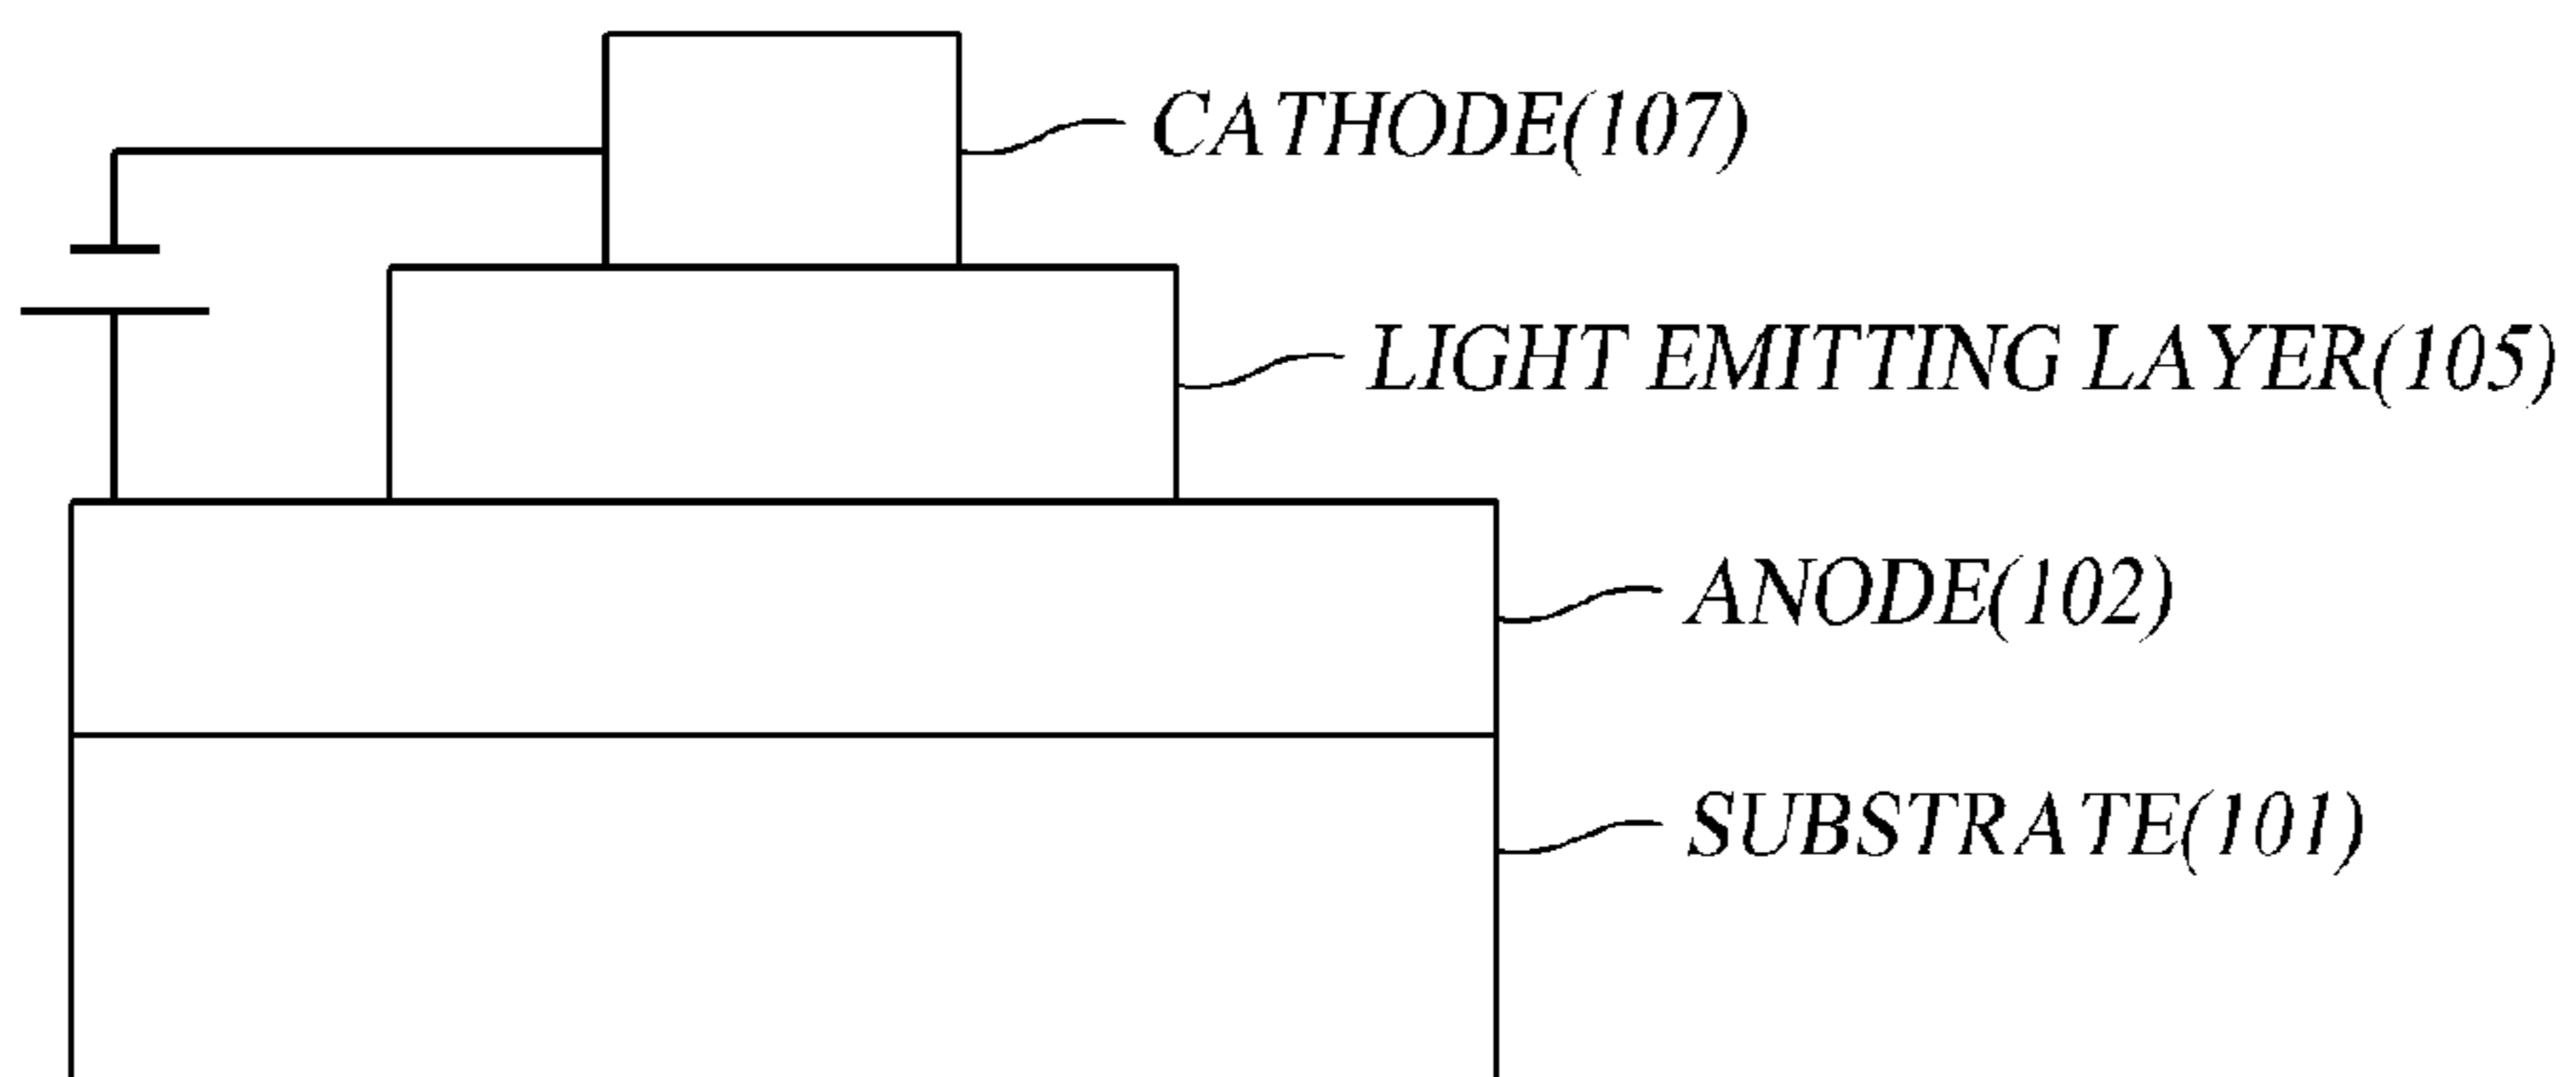 CATHODE(107)
LIGHT EMITTING LAYER(105)
ANODE(102)
SUBSTRATE(101)